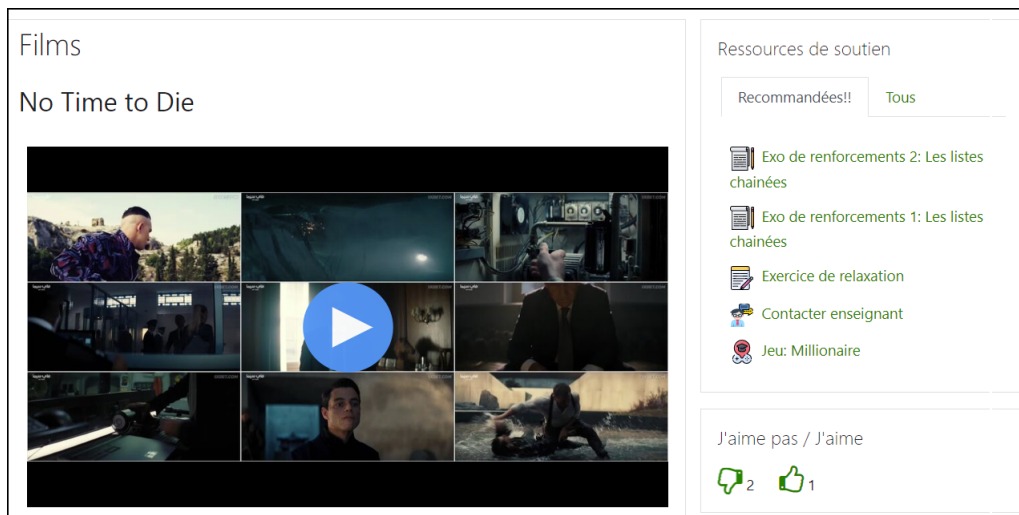 Films
No Time to Die
Ressources de soutien
Recommandées!!
Tous
Exo de renforcements 2: Les listes
chainées
Exo de renforcements 1: Les listes
chainées
Exercice de relaxation
Contacter enseignant
Jeu: Millionaire
J'aime pas / J'aime
2
1